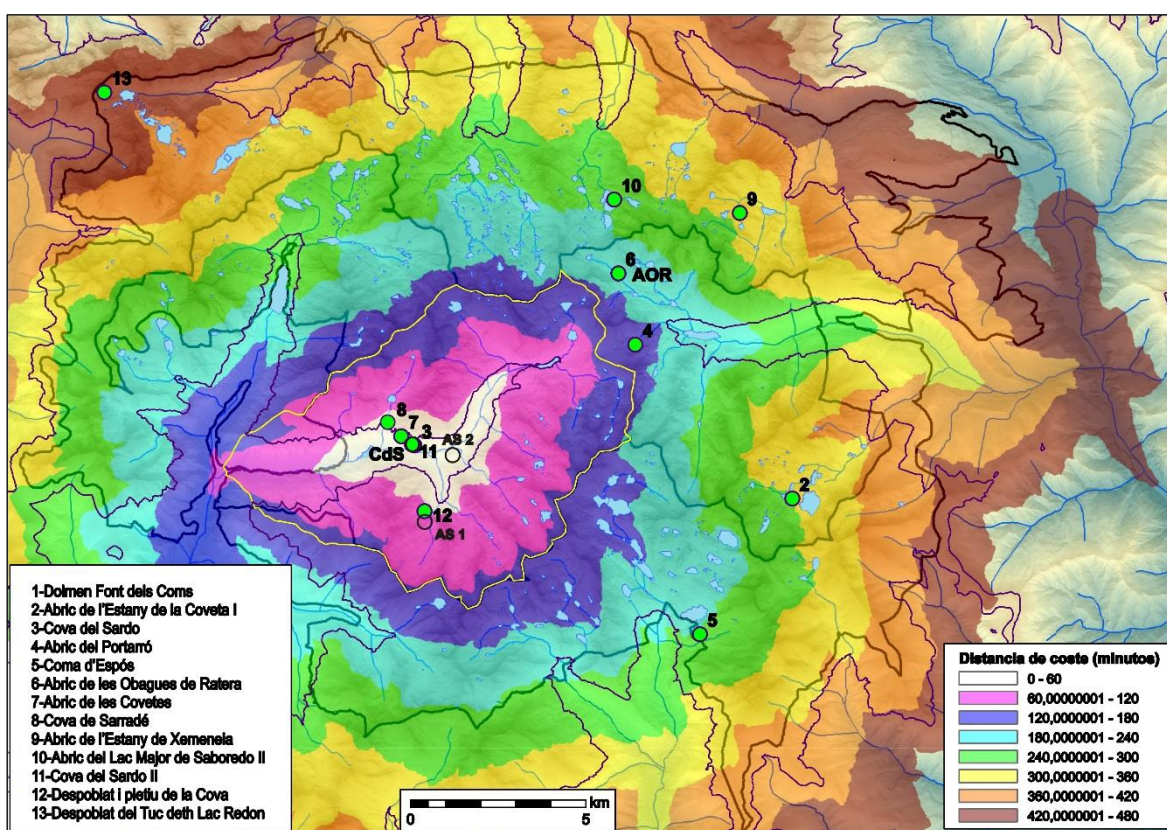 13
10
9
6
AOR
4
8
7
3
AS 2
CdS
11
2
12
AS 1
5
1-Dolmen Font dels Coms
2-Abric de l'Estany de la Coveta I
3-Cova del Sardo
4-Abric del Portarró
5-Coma d'Espós
6-Abric de les Obagues de Ratera
7-Abric de les Covetes
8-Cova de Sarradé
9-Abric de l'Estany de Xemeneia
10-Abric del Lac Major de Saboredo II
11-Cova del Sardo II
12-Despoblat i pletiu de la Cova
13-Despoblat del Tuc deth Lac Redon
km
0 5
Distancia de coste (minutos)
0 - 60
60,00000001 - 120
120,0000001 - 180
180,0000001 - 240
240,0000001 - 300
300,0000001 - 360
360,0000001 - 420
420,0000001 - 480